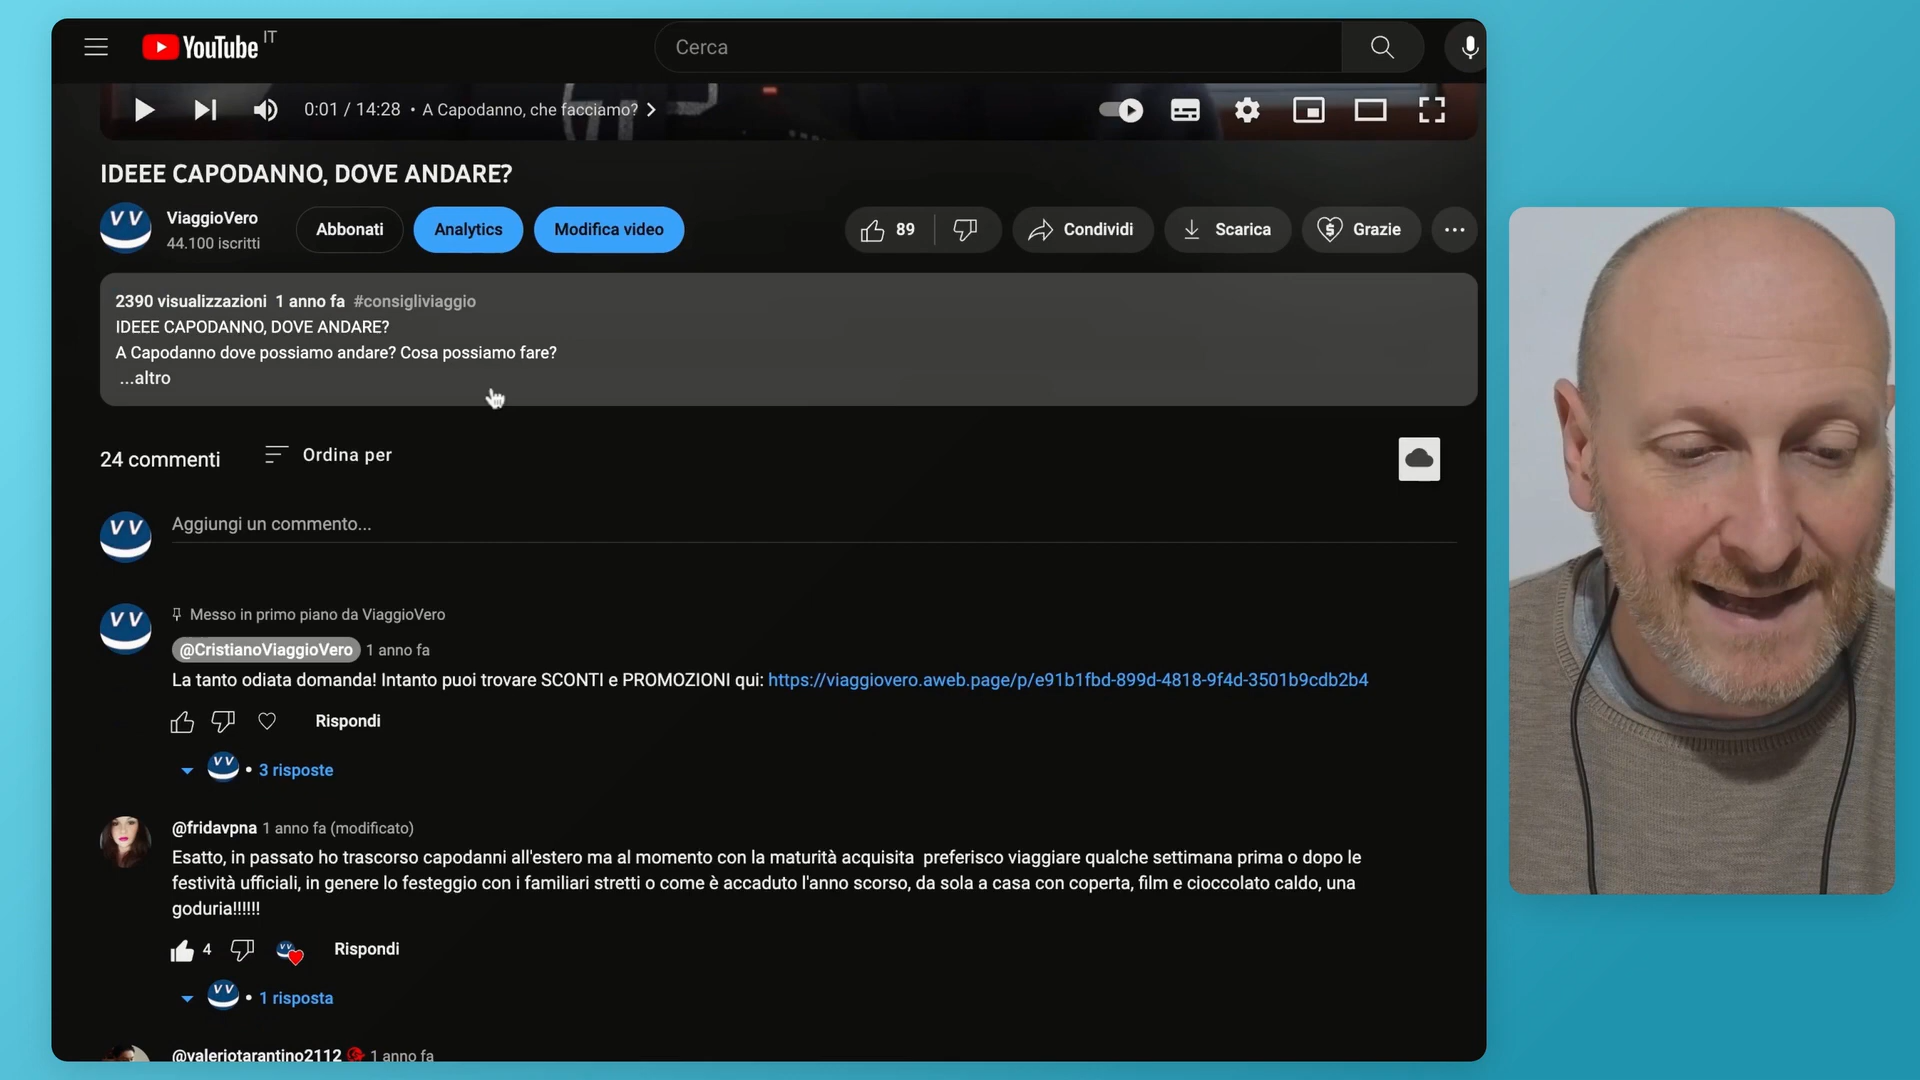 YouTube IT
Cerca
0:01 / 14:28 • A Capodanno, che facciamo?
IDEEE CAPODANNO, DOVE ANDARE?
ViaggioVero
44.100 iscritti
Abbonati
Analytics
Modifica video
89
Condividi
Scarica
Grazie
2390 visualizzazioni 1 anno fa #consigliviaggio
IDEEE CAPODANNO, DOVE ANDARE?
A Capodanno dove possiamo andare? Cosa possiamo fare?
...altro
24 commenti
Ordina per
V V
Aggiungi un commento...
V V
Messo in primo piano da ViaggioVero
@CristianoViaggioVero 1 anno fa
La tanto odiata domanda! Intanto puoi trovare SCONTI e PROMOZIONI qui: https://viaggiovero.aweb.page/p/e91b1fbd-899d-4818-9f4d-3501b9cdb2b4
Rispondi
• 3 risposte
@fridavpna 1 anno fa (modificato)
Esatto, in passato ho trascorso capodanni all'estero ma al momento con la maturità acquisita preferisco viaggiare qualche settimana prima o dopo le
festività ufficiali, in genere lo festeggio con i familiari stretti o come è accaduto l'anno scorso, da sola a casa con coperta, film e cioccolato caldo, una
goduria!!!!!!
4
Rispondi
• 1 risposta
@valeriotarantino2112 1 anno fa